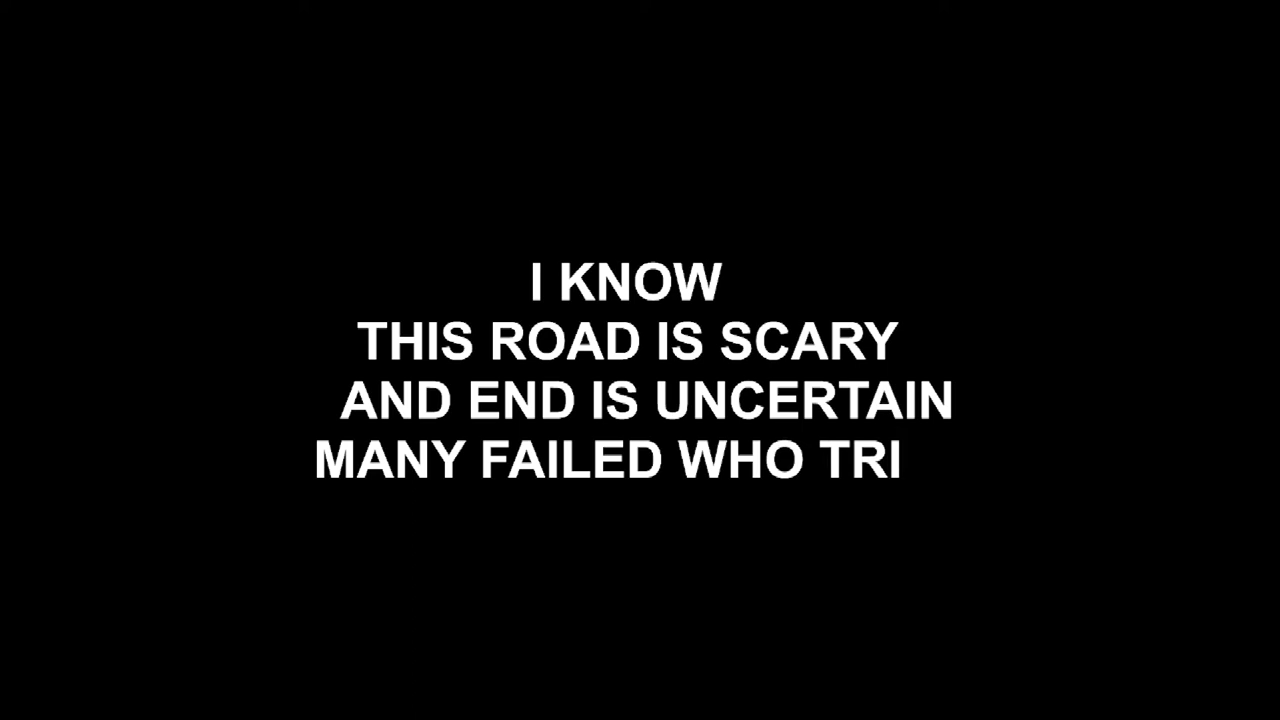 I KNOW
THIS ROAD IS SCARY
AND END IS UNCERTAIN
MANY FAILED WHO TRI